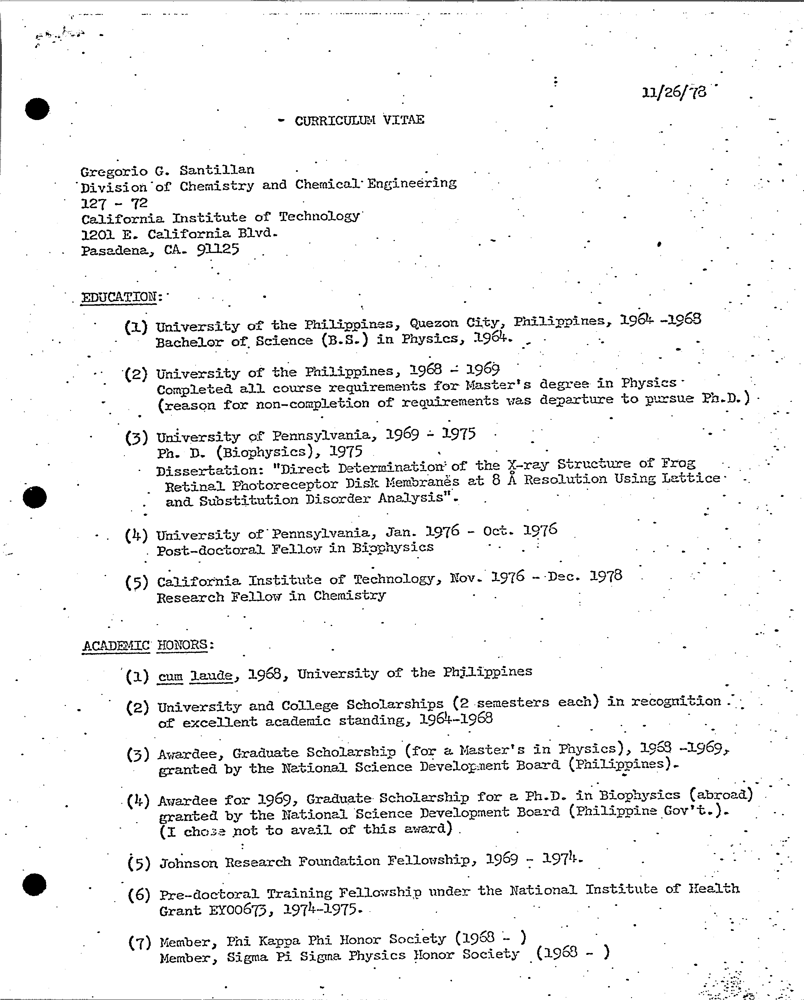 11/26/78
- CURRICULUM VITAE
Gregorio G. Santillan
Division of Chemistry and Chemical Engineering
127 - 72
California Institute of Technology
1201 E. California Blvd.
Pasadena, CA. 91125
EDUCATION:
(1) University of the Philippines, Quezon City, Philippines, 1964 -1968
Bachelor of Science (B.S.) in Physics, 1964.
(2) University of the Philippines, 1968 - 1969
Completed all course requirements for Master's degree in Physics
(reason for non-completion of requirements was departure to pursue Ph.D.)
(3) University of Pennsylvania, 1969 - 1975
Ph. D. (Biophysics), 1975
Dissertation: "Direct Determination of the X-ray Structure of Frog
Retinal Photoreceptor Disk Membranes at 8 Å Resolution Using Lattice
and Substitution Disorder Analysis".
(4) University of Pennsylvania, Jan. 1976 - Oct. 1976
Post-doctoral Fellow in Biophysics
(5) California Institute of Technology, Nov. 1976 - Dec. 1978
Research Fellow in Chemistry
ACADEMIC HONORS:
(1) cum laude, 1968, University of the Philippines
(2) University and College Scholarships (2 semesters each) in recognition
of excellent academic standing, 1964-1968
(3) Awardee, Graduate Scholarship (for a Master's in Physics), 1968 -1969,
granted by the National Science Development Board (Philippines).
(4) Awardee for 1969, Graduate Scholarship for a Ph.D. in Biophysics (abroad)
granted by the National Science Development Board (Philippine Gov't.).
(I chose not to avail of this award)
(5) Johnson Research Foundation Fellowship, 1969 - 1974.
(6) Pre-doctoral Training Fellowship under the National Institute of Health
Grant EY00673, 1974-1975.
(7) Member, Phi Kappa Phi Honor Society (1968 - )
Member, Sigma Pi Sigma Physics Honor Society (1968 - )